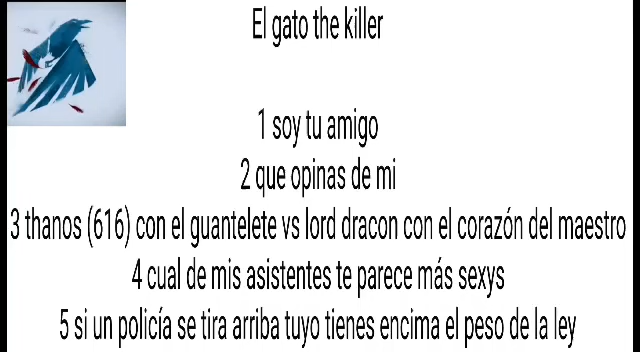 El gato the killer
1 soy tu amigo
2 que opinas de mi
3 thanos (616) con el guantelete vs lord dracon con el corazón del maestro
4 cual de mis asistentes te parece más sexys
5 si un policía se tira arriba tuyo tienes encima el peso de la ley